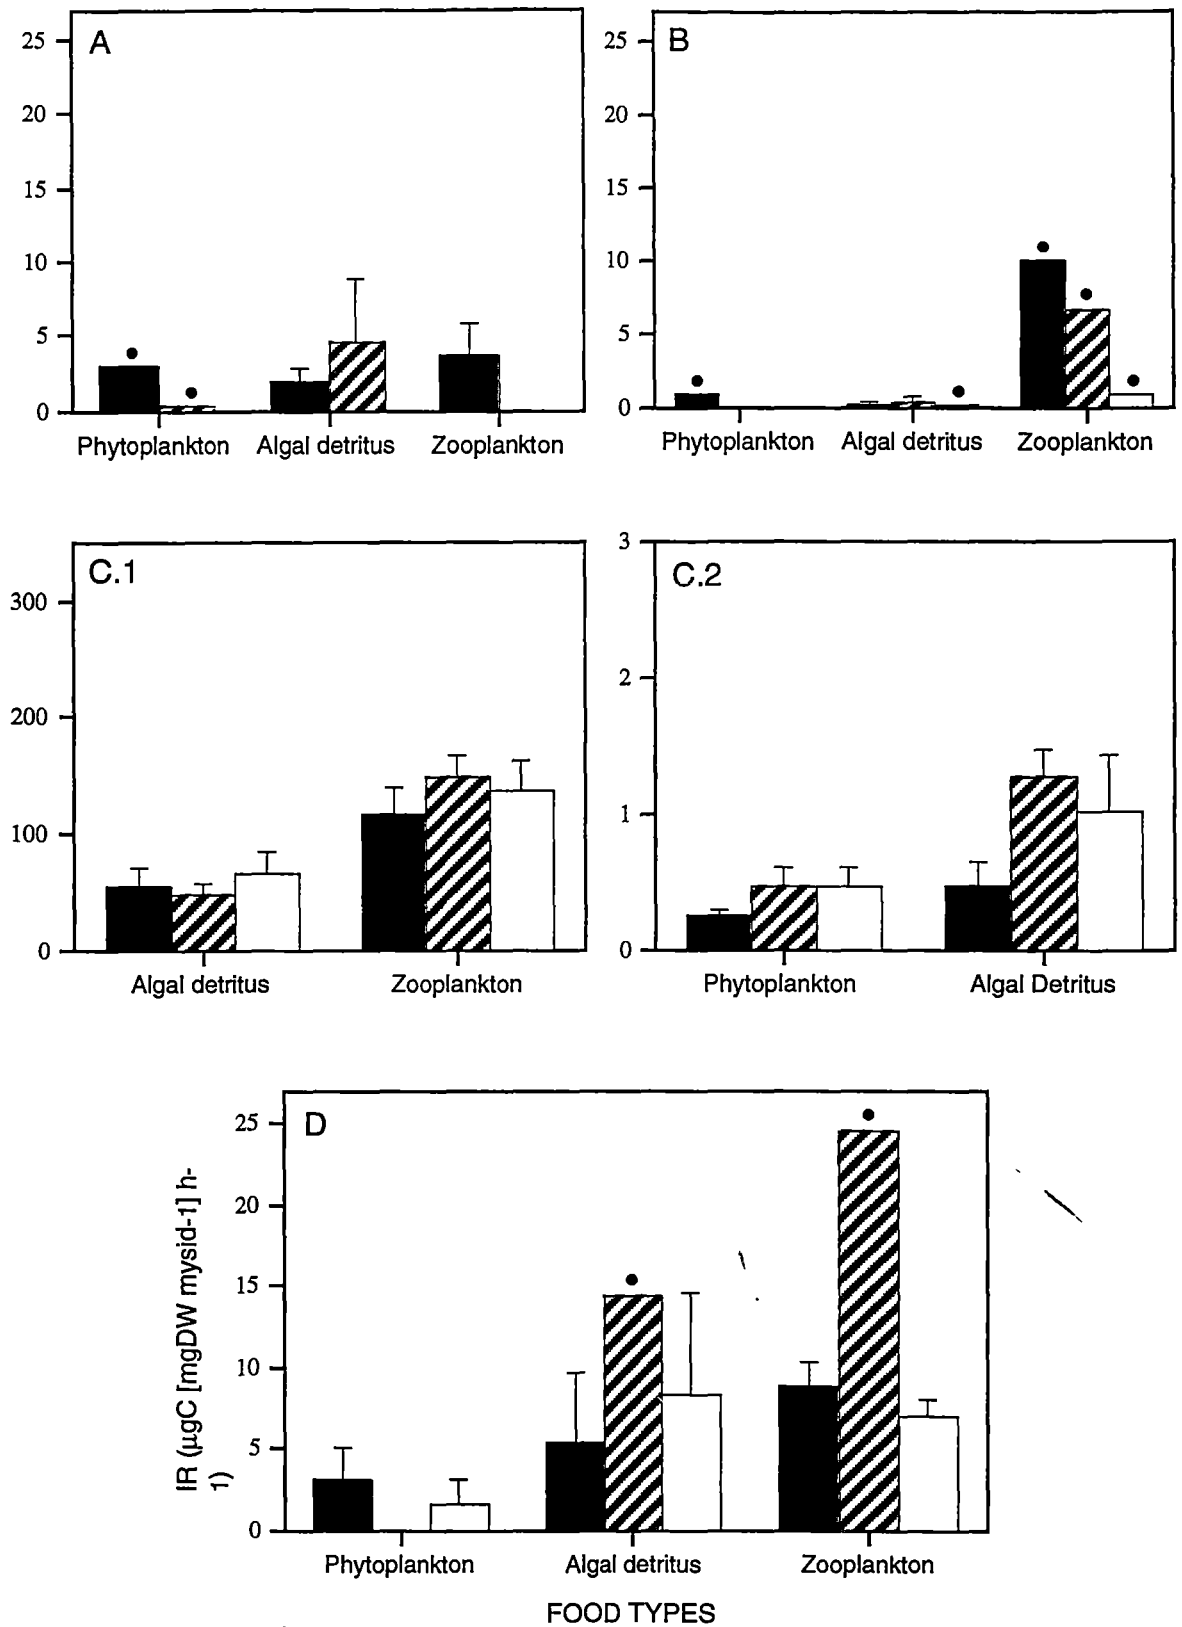 A
25
20
15
10
5
0
Phytoplankton Algal detritus Zooplankton
B
25
20
15
10
5
0
Phytoplankton Algal detritus Zooplankton
C.1
300
200
100
0
Algal detritus Zooplankton
C.2
3
2
1
0
Phytoplankton Algal Detritus
D
25
20
15
10
5
0
IR (µgC [mgDW mysid-1] h-
1)
Phytoplankton Algal detritus Zooplankton
FOOD TYPES